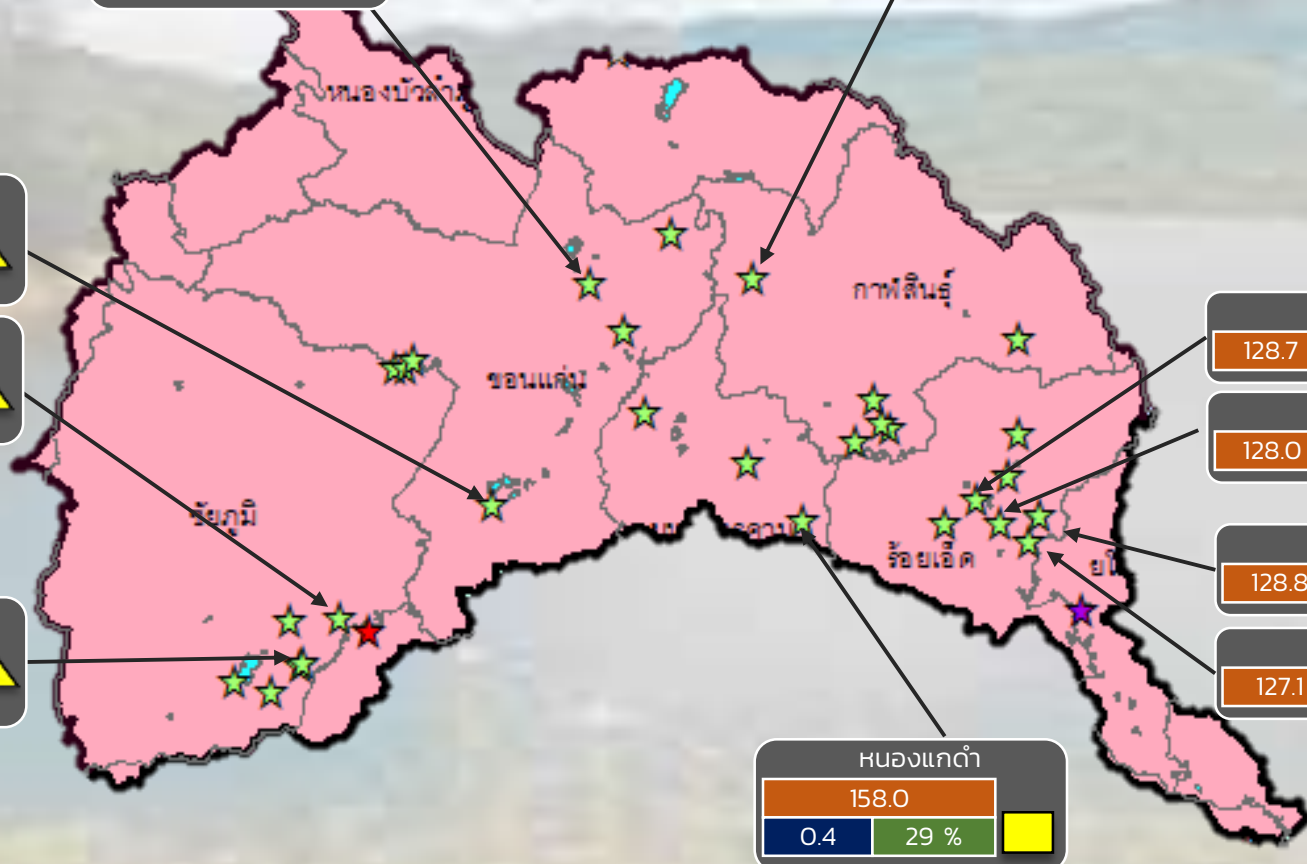 หนองบัวลำภู
กาฬสินธุ์
128.7
ขอนแก่น
128.0
ชัยภูมิ
ร้อยเอ็ด
128.8
127.1
หนองแกดำ
158.0
0.4 29 %